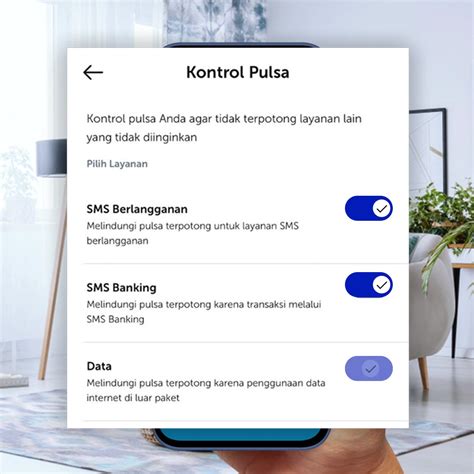 Kontrol Pulsa
Kontrol pulsa Anda agar tidak terpotong layanan lain
yang tidak diinginkan
Pilih Layanan
SMS Berlangganan
Melindungi pulsa terpotong untuk layanan SMS
berlangganan
SMS Banking
Melindungi pulsa terpotong karena transaksi melalui
SMS Banking
Data
Melindungi pulsa terpotong karena penggunaan data
internet di luar paket